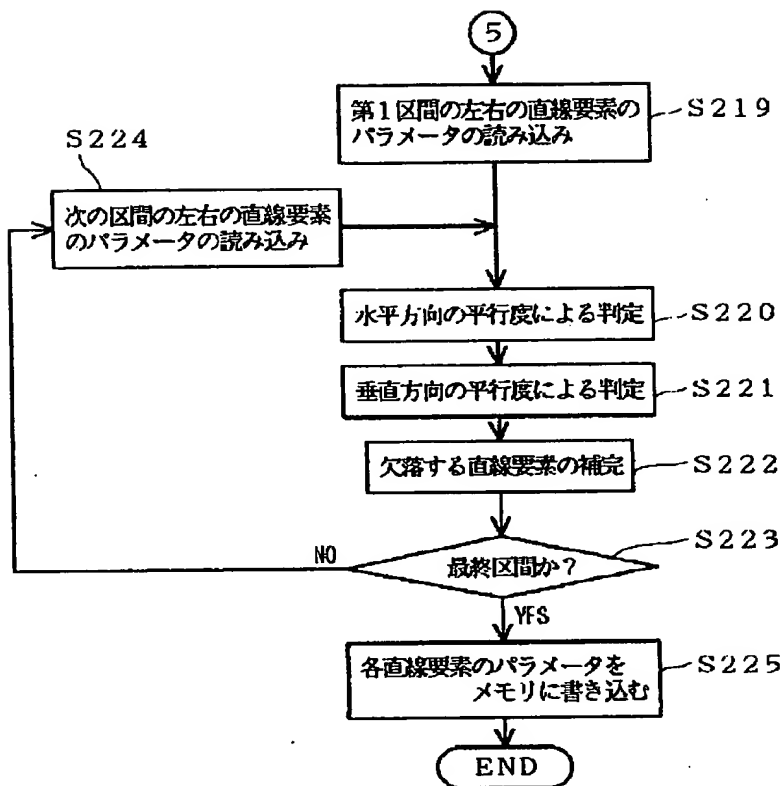 5
第1区間の左右の直線要素の
パラメータの読み込み
S219
S224
次の区間の左右の直線要素
のパラメータの読み込み
水平方向の平行度による判定
S220
垂直方向の平行度による判定
S221
欠落する直線要素の補完
S222
最終区間か?
S223
NO
YES
各直線要素のパラメータを
メモリに書き込む
S225
END